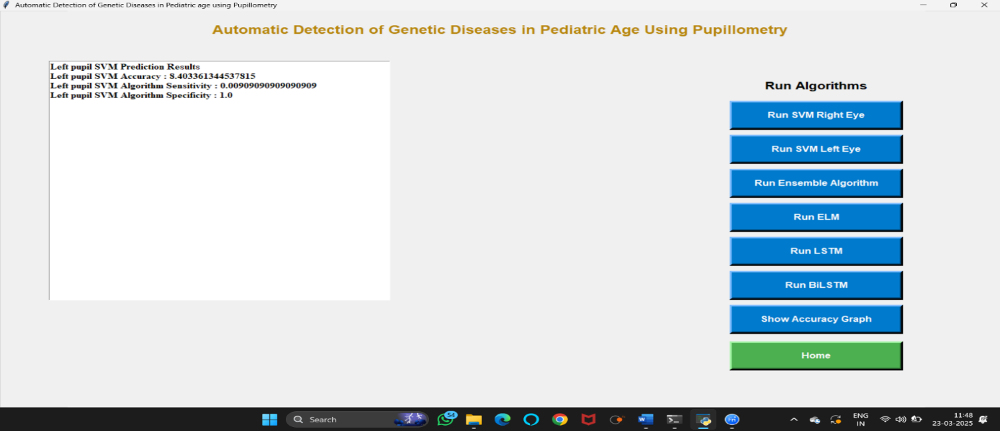 Automatic Detection of Genetic Diseases in Pediatric age using Pupillometry
Automatic Detection of Genetic Diseases in Pediatric Age Using Pupillometry
Left pupil SVM Prediction Results
Left pupil SVM Accuracy : 8.403361344537815
Left pupil SVM Algorithm Sensitivity : 0.00909090909090909
Left pupil SVM Algorithm Specificity : 1.0
Run Algorithms
Run SVM Right Eye
Run SVM Left Eye
Run Ensemble Algorithm
Run ELM
Run LSTM
Run BiLSTM
Show Accuracy Graph
Home
Search
54
ENG
IN
11:48
23-03-2025